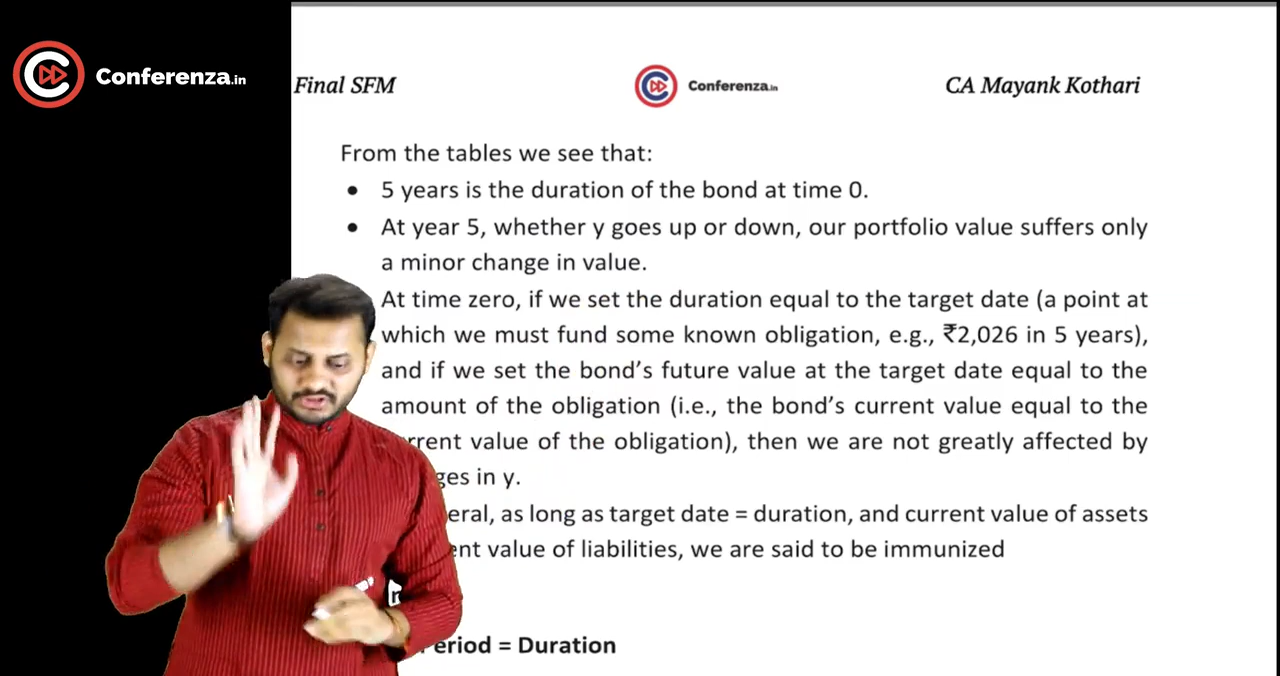 Conferenza.in
Final SFM
Conferenza.in
CA Mayank Kothari
From the tables we see that:
• 5 years is the duration of the bond at time 0.
• At year 5, whether y goes up or down, our portfolio value suffers only
a minor change in value.
At time zero, if we set the duration equal to the target date (a point at
which we must fund some known obligation, e.g., ₹2,026 in 5 years),
and if we set the bond's future value at the target date equal to the
amount of the obligation (i.e., the bond's current value equal to the
value of the obligation), then we are not greatly affected by
in y.
as long as target date = duration, and current value of assets
value of liabilities, we are said to be immunized
= Duration